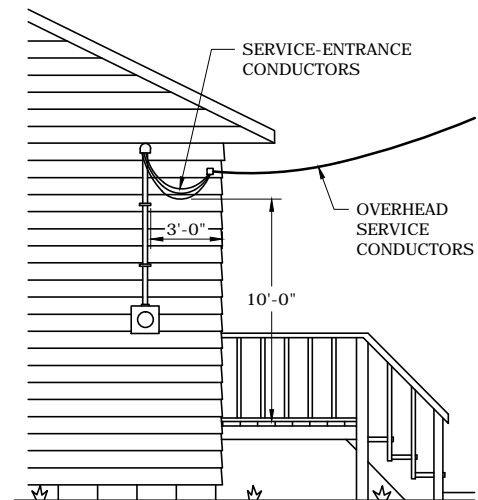 SERVICE-ENTRANCE
CONDUCTORS
OVERHEAD
SERVICE
CONDUCTORS
3'-0"
10'-0"